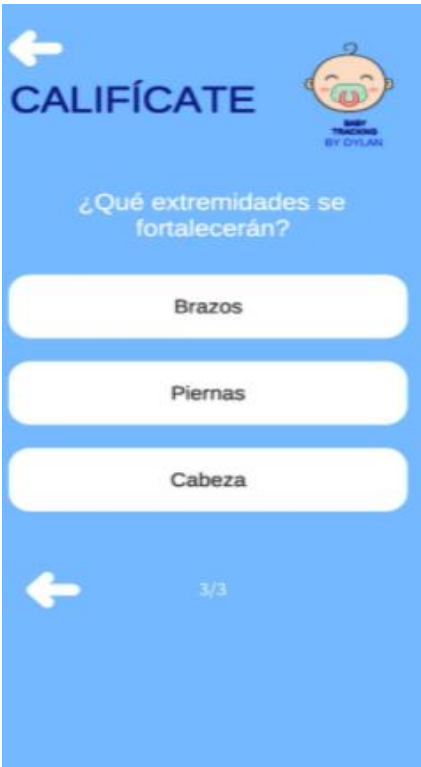 CALIFÍCATE
BABY
TRACKING
BY DYLAN
¿Qué extremidades se
fortalecerán?
Brazos
Piernas
Cabeza
3/3